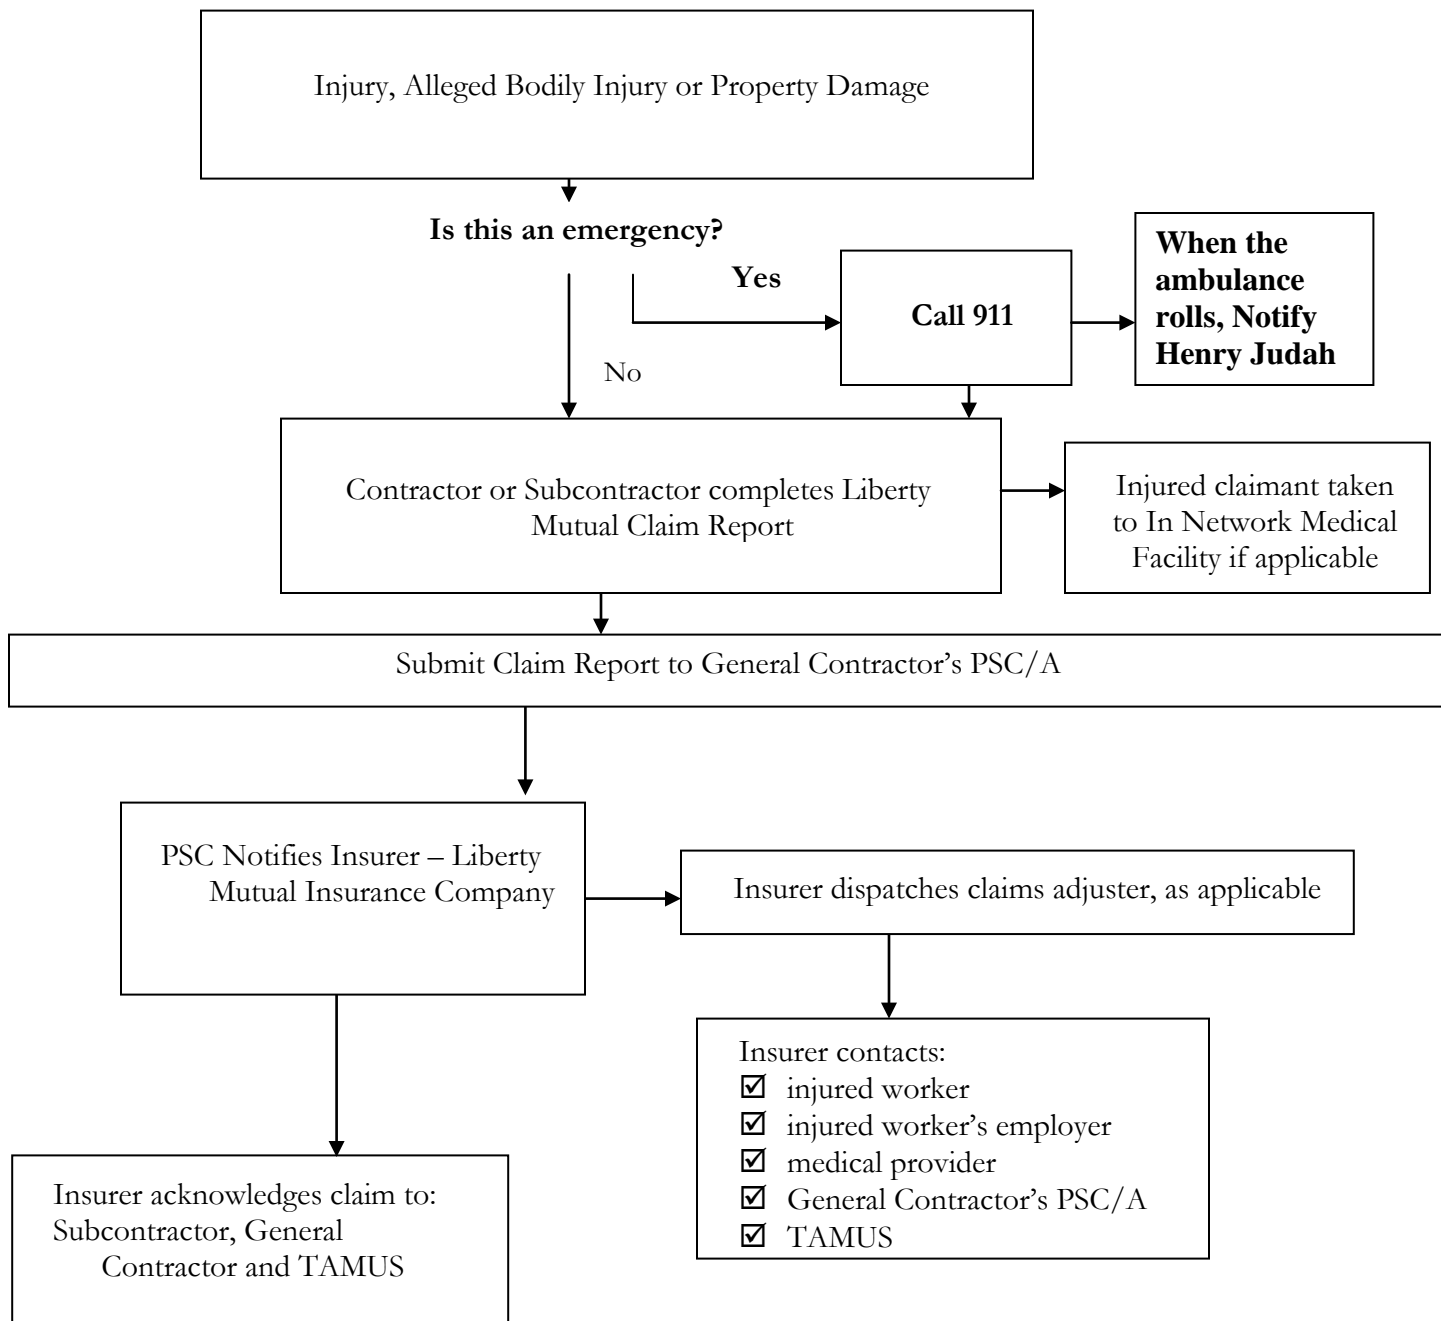 Injury, Alleged Bodily Injury or Property Damage
Is this an emergency?
Yes
Call 911
When the
ambulance
rolls, Notify
Henry Judah
No
Contractor or Subcontractor completes Liberty
Mutual Claim Report
Injured claimant taken
to In Network Medical
Facility if applicable
Submit Claim Report to General Contractor’s PSC/A
PSC Notifies Insurer – Liberty
Mutual Insurance Company
Insurer dispatches claims adjuster, as applicable
Insurer contacts:
☑ injured worker
☑ injured worker’s employer
☑ medical provider
☑ General Contractor’s PSC/A
☑ TAMUS
Insurer acknowledges claim to:
Subcontractor, General
Contractor and TAMUS